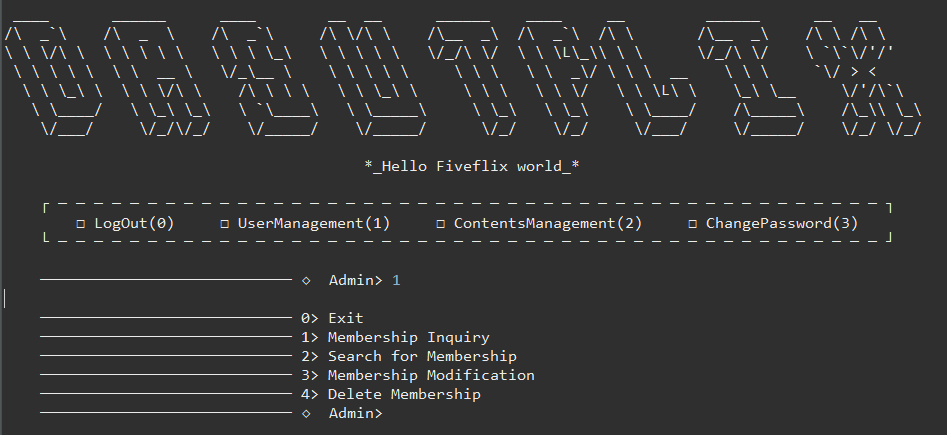 DASUTPLIX
*_Hello Fiveflix world_*
□ LogOut(0) □ UserManagement(1) □ ContentsManagement(2) □ ChangePassword(3)
◇ Admin> 1
0> Exit
1> Membership Inquiry
2> Search for Membership
3> Membership Modification
4> Delete Membership
◇ Admin>